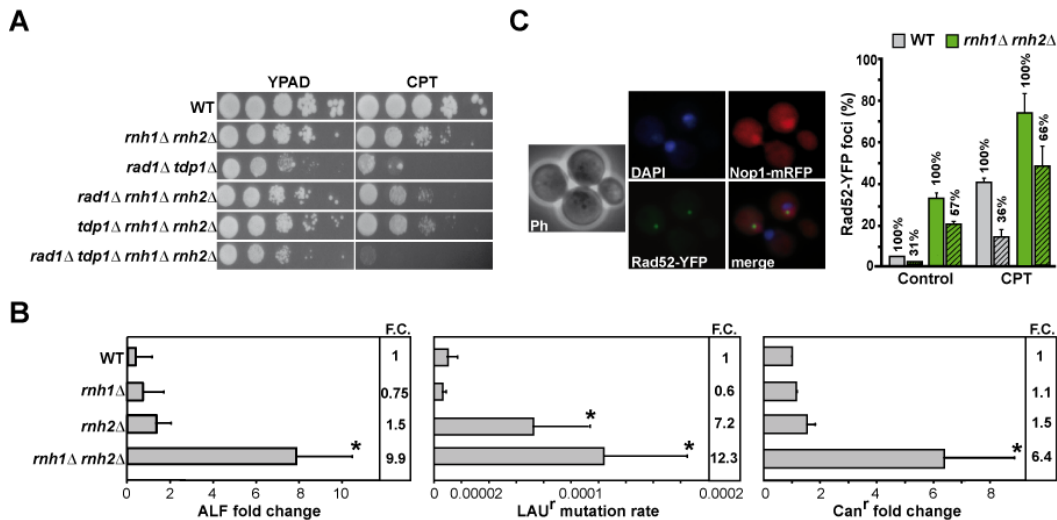 A
YPAD CPT
WT
rnh1Δ rnh2Δ
rad1Δ tdp1Δ
rad1Δ rnh1Δ rnh2Δ
tdp1Δ rnh1Δ rnh2Δ
rad1Δ tdp1Δ rnh1Δ rnh2Δ
C
Ph
DAPI
Nop1-mRFP
Rad52-YFP
merge
WT rnh1Δ rnh2Δ
Rad52-YFP foci (%)
100
80
60
40
20
0
100%
31%
100%
57%
100%
36%
100%
66%
Control CPT
B
F.C.
WT 1
rnh1Δ 0.75
rnh2Δ 1.5
rnh1Δ rnh2Δ * 9.9
0 2 4 6 8 10
ALF fold change
F.C.
1
0.6
* 7.2
* 12.3
0 0.00002 0.0001 0.0002
LAUr mutation rate
F.C.
1
1.1
1.5
* 6.4
0 2 4 6 8
Canr fold change